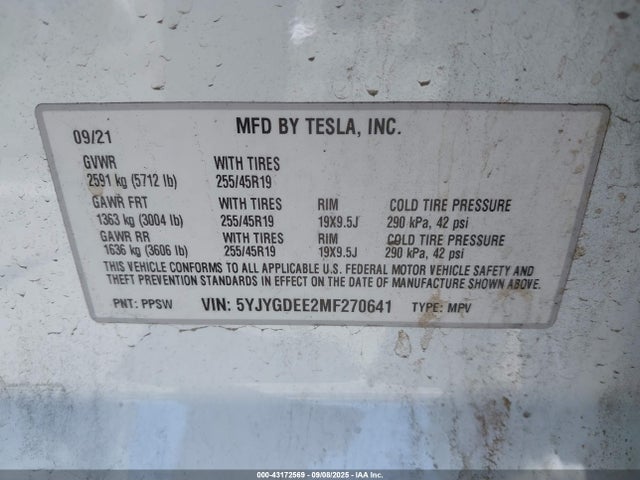 09/21 MFD BY TESLA, INC.
GVWR WITH TIRES
2591 kg (5712 lb) 255/45R19
GAWR FRT WITH TIRES RIM COLD TIRE PRESSURE
1363 kg (3004 lb) 255/45R19 19X9.5J 290 kPa, 42 psi
GAWR RR WITH TIRES RIM COLD TIRE PRESSURE
1636 kg (3606 lb) 255/45R19 19X9.5J 290 kPa, 42 psi
THIS VEHICLE CONFORMS TO ALL APPLICABLE U.S. FEDERAL MOTOR VEHICLE SAFETY AND
THEFT PREVENTION STANDARDS IN EFFECT ON THE DATE OF MANUFACTURE SHOWN ABOVE.
PNT: PPSW VIN: 5YJYGDEE2MF270641 TYPE: MPV
000-43172569 - 09/08/2025 - IAA Inc.